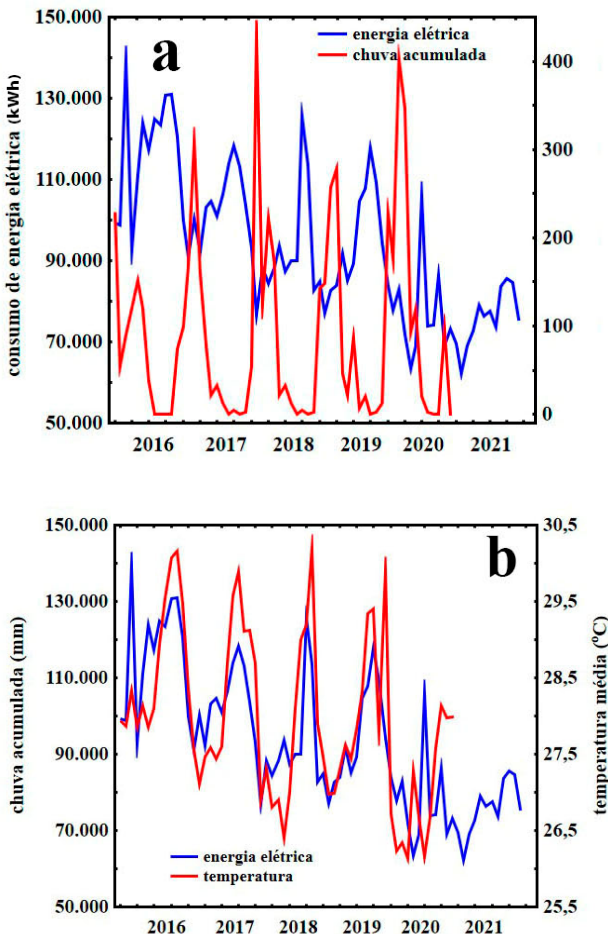 150.000
130.000
110.000
90.000
70.000
50.000
consumo de energia elétrica (kWh)
a
energia elétrica
chuva acumulada
400
300
200
100
0
2016 2017 2018 2019 2020 2021
150.000
130.000
110.000
90.000
70.000
50.000
chuva acumulada (mm)
b
energia elétrica
temperatura
30,5
29,5
28,5
27,5
26,5
25,5
temperatura média (ºC)
2016 2017 2018 2019 2020 2021